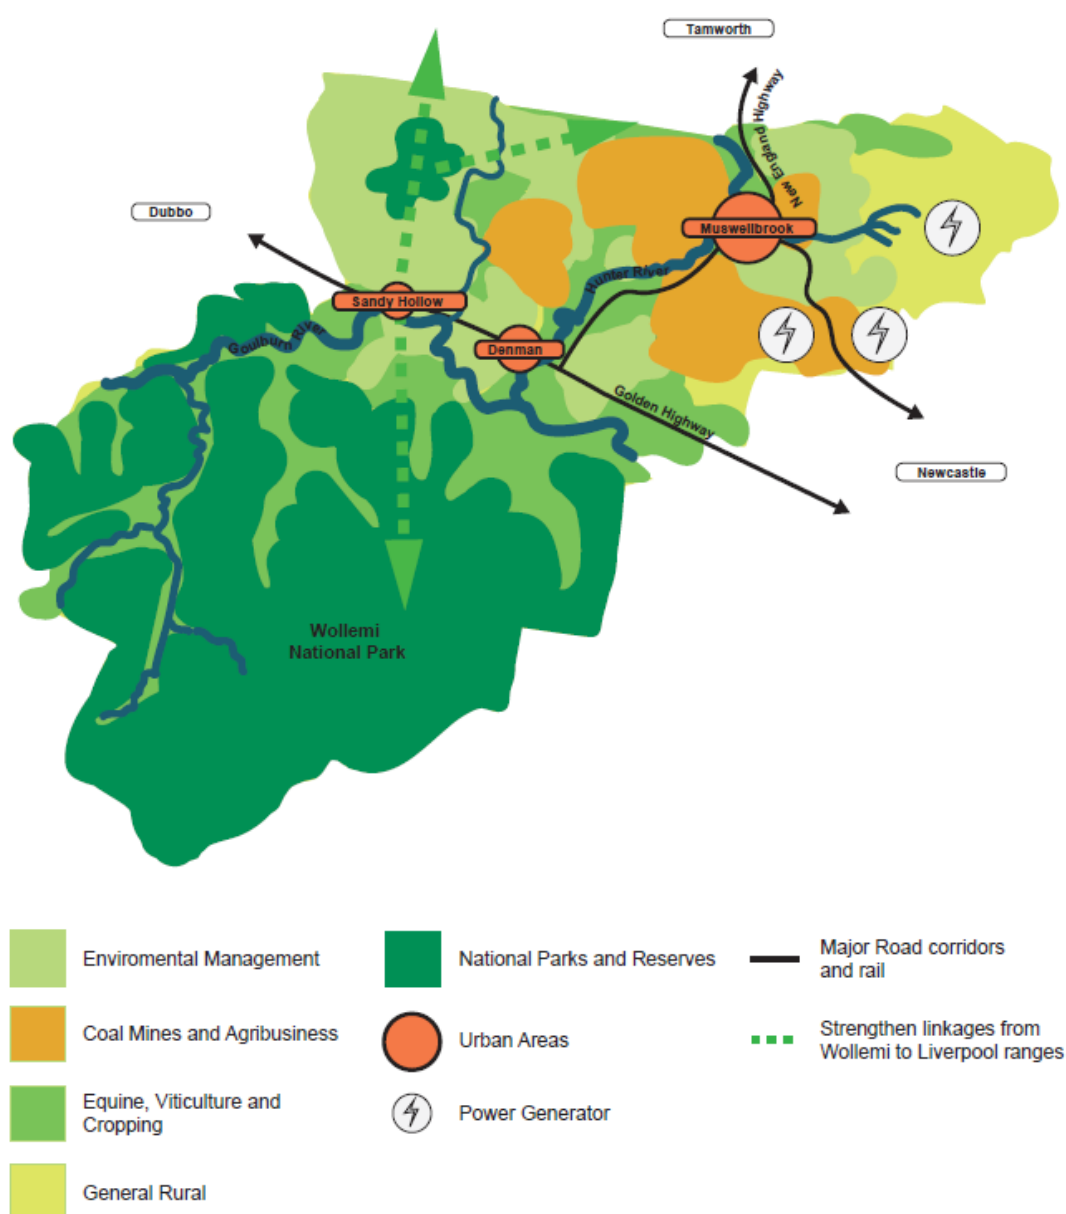 Tamworth
New England Highway
Dubbo
Muswellbrook
Hunter River
Sandy Hollow
Goulburn River
Denman
Golden Highway
Newcastle
Wollemi
National Park
Enviromental Management
National Parks and Reserves
Major Road corridors
and rail
Coal Mines and Agribusiness
Urban Areas
Strengthen linkages from
Wollemi to Liverpool ranges
Equine, Viticulture and
Cropping
Power Generator
General Rural